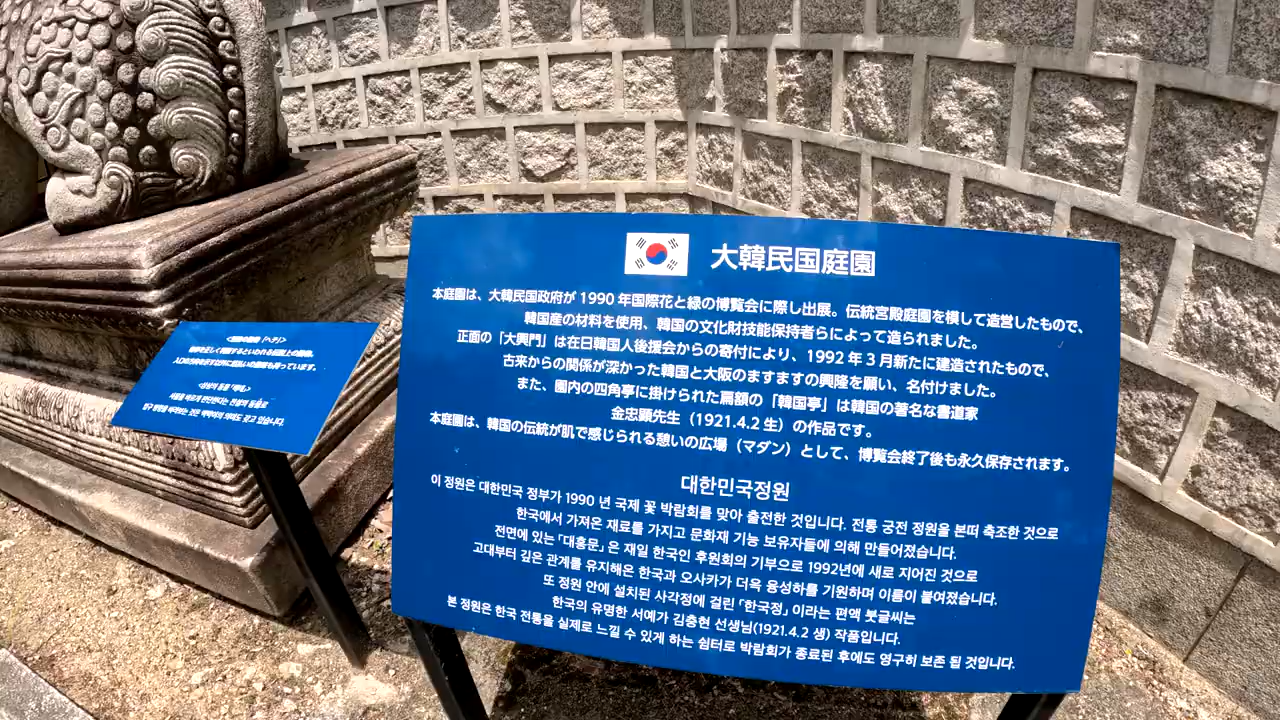 大韓民国庭園
本庭園は、大韓民国政府が1990年国際花と緑の博覧会に際し出展。伝統宮殿庭園を模して造営したもので、
韓国産の材料を使用、韓国の文化財技能保持者らによって造られました。
正面の「大興門」は在日韓国人後援会からの寄付により、1992年3月新たに建造されたもので、
古来からの関係が深かった韓国と大阪のますますの興隆を願い、名付けました。
また、園内の四角亭に掛けられた扁額の「韓国亭」は韓国の著名な書道家
金忠顯先生（1921.4.2生）の作品です。
本庭園は、韓国の伝統が肌で感じられる憩いの広場（マダン）として、博覧会終了後も永久保存されます。
대한민국정원
이 정원은 대한민국 정부가 1990 년 국제 꽃 박람회를 맞아 출전한 것입니다. 전통 궁전 정원을 본떠 축조한 것으로
한국에서 가져온 재료를 가지고 문화재 기능 보유자들에 의해 만들어졌습니다.
전면에 있는 「대흥문」은 재일 한국인 후원회의 기부으로 1992년에 새로 지어진 것으로
고대부터 깊은 관계를 유지해온 한국과 오사카가 더욱 융성하를 기원하며 이름이 붙여졌습니다.
또 정원 안에 설치된 사각정에 걸린 「한국정」이라는 편액 붓글씨는
한국의 유명한 서예가 김충현 선생님(1921.4.2 생) 작품입니다.
본 정원은 한국 전통을 실제로 느낄 수 있게 하는 쉼터로 박람회가 종료된 후에도 영구히 보존 될 것입니다.